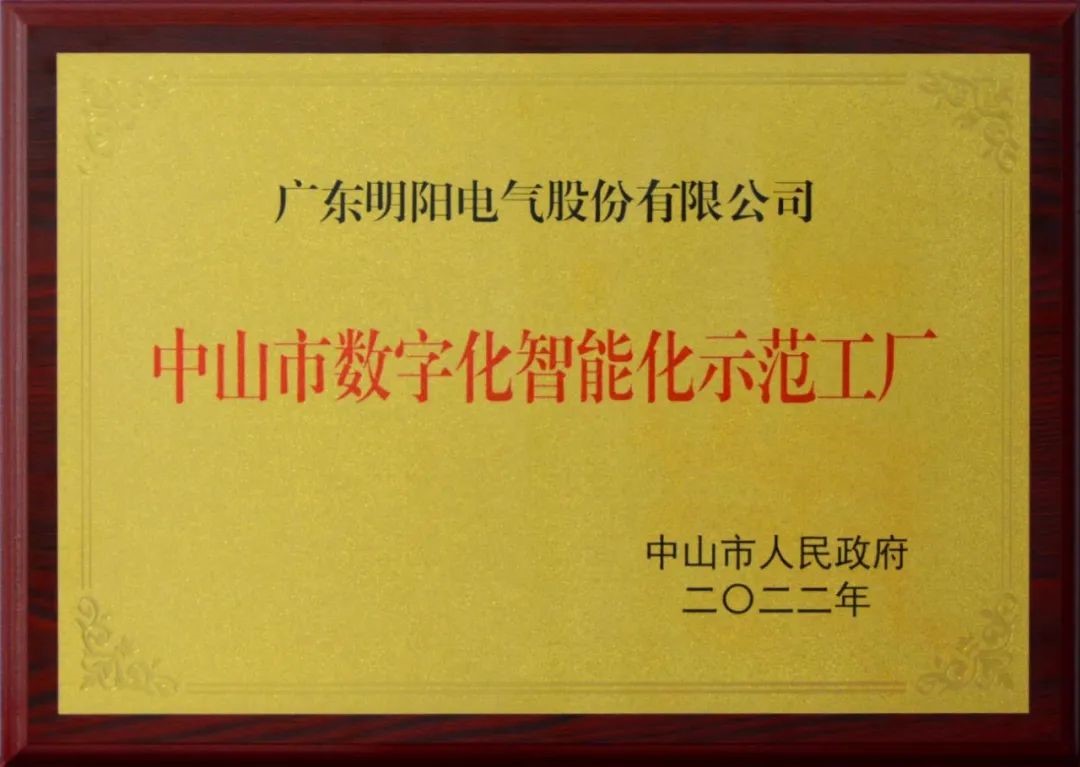 广东明阳电气股份有限公司
中山市数字化智能化示范工厂
中山市人民政府
二〇二二年